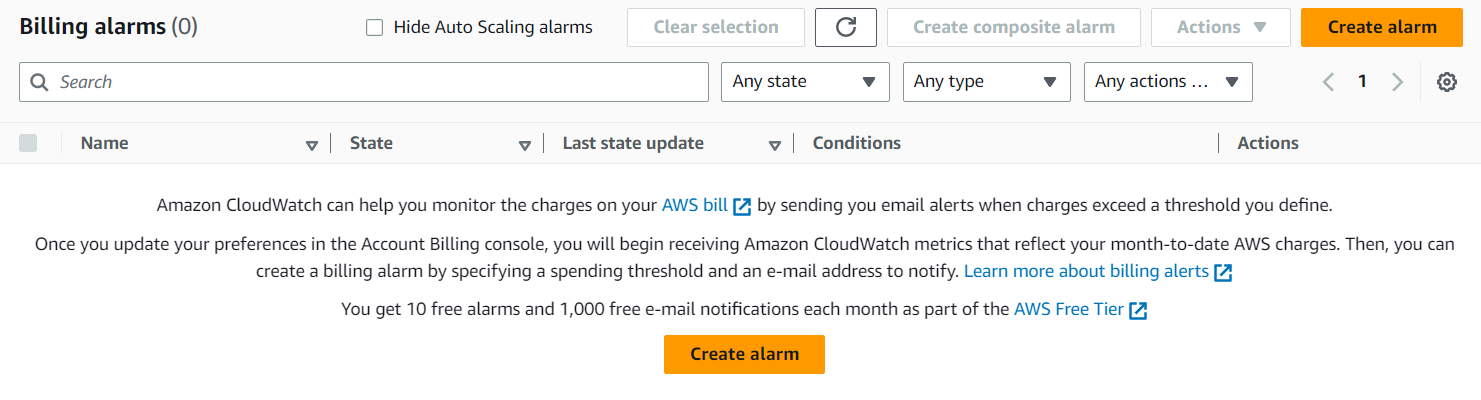 Billing alarms (0)
Hide Auto Scaling alarms
Clear selection
Create composite alarm
Actions
Create alarm
Search
Any state
Any type
Any actions ...
1
Name
State
Last state update
Conditions
Actions
Amazon CloudWatch can help you monitor the charges on your AWS bill by sending you email alerts when charges exceed a threshold you define.
Once you update your preferences in the Account Billing console, you will begin receiving Amazon CloudWatch metrics that reflect your month-to-date AWS charges. Then, you can
create a billing alarm by specifying a spending threshold and an e-mail address to notify. Learn more about billing alerts
You get 10 free alarms and 1,000 free e-mail notifications each month as part of the AWS Free Tier
Create alarm